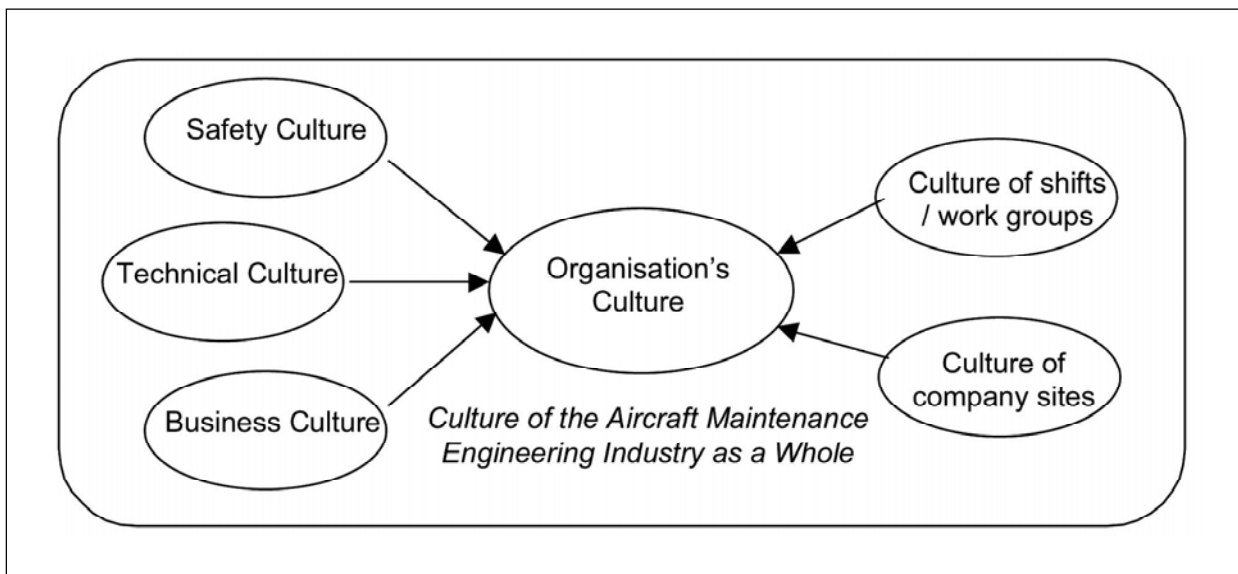 Safety Culture
Technical Culture
Business Culture
Organisation's
Culture
Culture of the Aircraft Maintenance
Engineering Industry as a Whole
Culture of shifts
/ work groups
Culture of
company sites